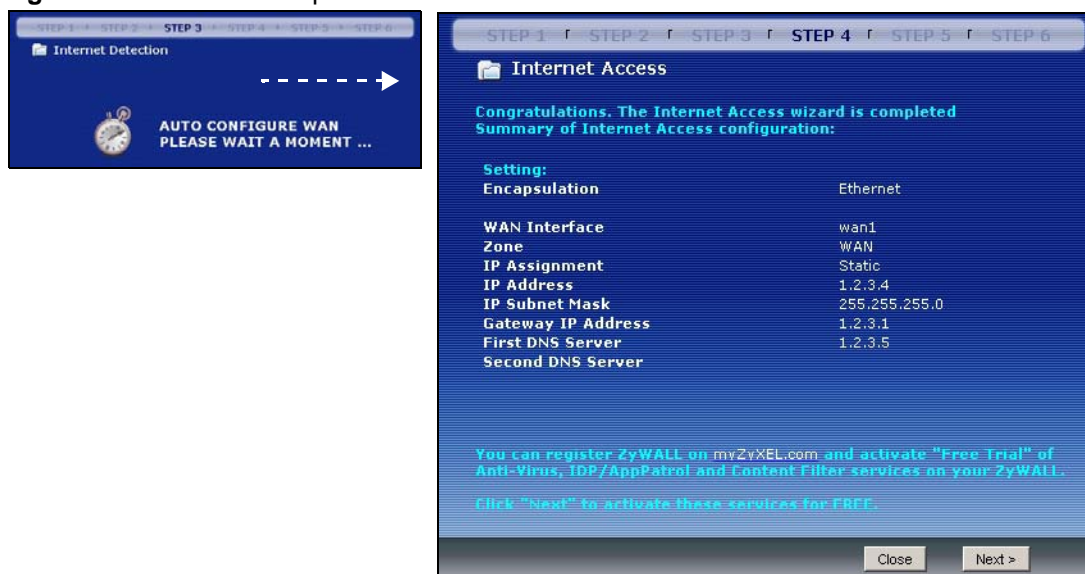 STEP 1 STEP 2 STEP 3 STEP 4 STEP 5 STEP 6
Internet Detection
AUTO CONFIGURE WAN
PLEASE WAIT A MOMENT ...
STEP 1 STEP 2 STEP 3 STEP 4 STEP 5 STEP 6
Internet Access
Congratulations. The Internet Access wizard is completed
Summary of Internet Access configuration:
Setting:
Encapsulation Ethernet
WAN Interface wan1
Zone WAN
IP Assignment Static
IP Address 1.2.3.4
IP Subnet Mask 255.255.255.0
Gateway IP Address 1.2.3.1
First DNS Server 1.2.3.5
Second DNS Server
You can register ZyWALL on myZyXEL.com and activate "Free Trial" of
Anti-Virus, IDP/AppPatrol and Content Filter services on your ZyWALL.
Click "Next" to activate these services for FREE.
Close Next >